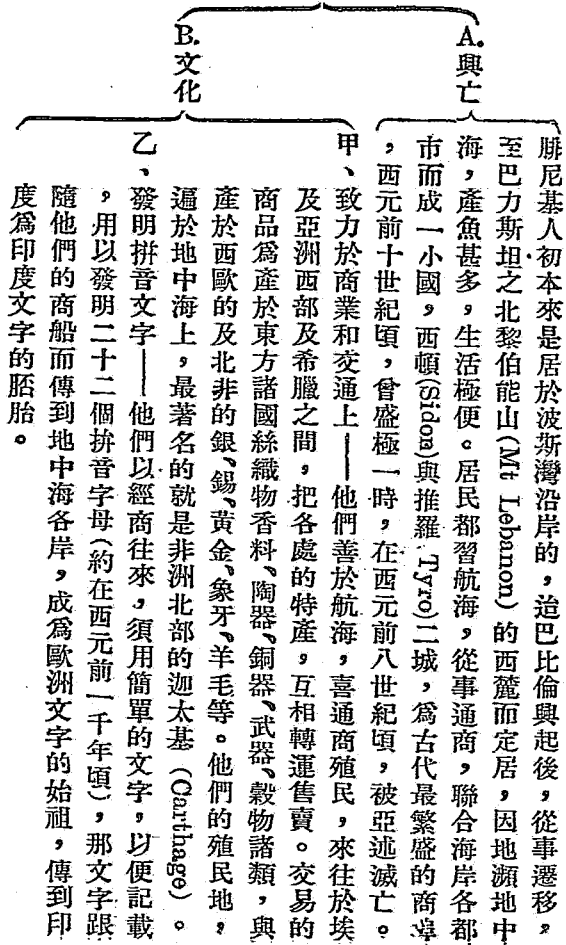 A.興亡
腓尼基人初本來是居於波斯灣沿岸的，迨巴比倫興起後，從事遷移，
至巴力斯坦之北黎伯能山(Mt Lebanon)的西麓而定居，因地瀕地中
海，產魚甚多，生活極便。居民都習航海，從事通商，聯合海岸各都
市而成一小國，西頓(Sidon)與推羅 Tyro)二城，爲古代最繁盛的商埠
，西元前十世紀頃，曾盛極一時，在西元前八世紀頃，被亞述滅亡。
B.文化
甲、致力於商業和交通上——他們善於航海，喜通商殖民，來往於埃
及亞洲西部及希臘之間，把各處的特產，互相轉運售賣。交易的
商品爲產於東方諸國絲織物香料、陶器、銅器、武器、穀物諸類，與
產於西歐的及北非的銀、錫、黃金、象牙、羊毛等。他們的殖民地，
遍於地中海上，最著名的就是非洲北部的迦太基 (Carthage)。
乙、發明拼音文字——他們以經商往來，須用簡單的文字，以便記載
，用以發明二十二個拚音字母(約在西元前一千年頃)，那文字跟
隨他們的商船而傳到地中海各岸，成爲歐洲文字的始祖，傳到印
度爲印度文字的胚胎。